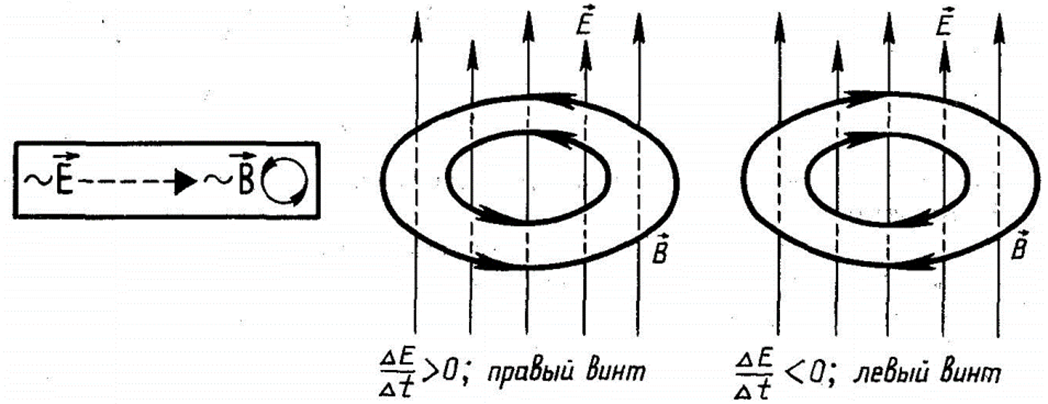 ~E⃗ ~B⃗
E⃗
B⃗
ΔE/Δt >0; правый винт
E⃗
B⃗
ΔE/Δt <0; левый винт